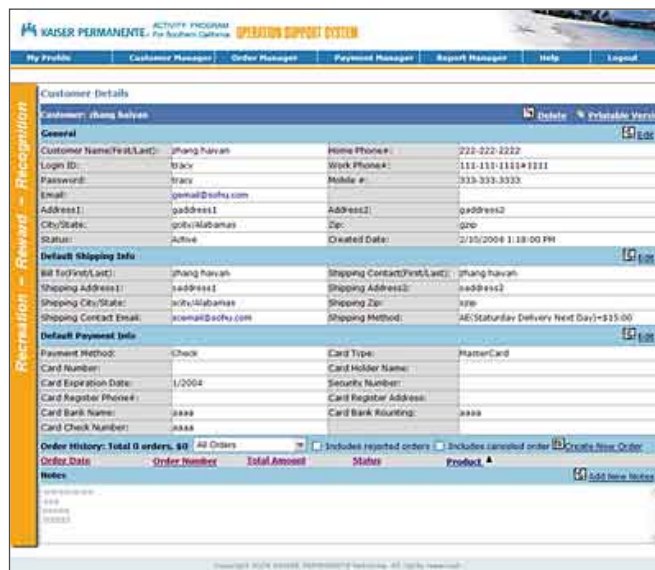 KAISER PERMANENTE. ACTIVITY PROGRAM
For Southern California OPERATION SUPPORT SYSTEM
My Profile Customer Manager Order Manager Payment Manager Report Manager Help Logout
Recreation - Reward - Recognition
Customer Details
Customer: zhang haiyan Delete Printable Versi
General Edit
Customer Name(First/Last): zhang haiyan Home Phone#: 222-222-2222
Login ID: tracy Work Phone#: 111-111-1111#1111
Password: tracy Mobile #: 333-333-3333
Email: gemail@sohu.com
Address1: gaddress1 Address2: gaddress2
City/State: gcity/Alabamas Zip: gzip
Status: Active Created Date: 2/10/2004 1:18:00 PM
Default Shipping Info Edit
Bill To(First/Last): zhang haiyan Shipping Contact(First/Last): zhang haiyan
Shipping Address1: saddress1 Shipping Address2: saddress2
Shipping City/State: scity/Alabamas Shipping Zip: szip
Shipping Contact Email: scemail@sohu.com Shipping Method: AE(Staturday Delivery Next Day)=$15.00
Default Payment Info Edit
Payment Method: Check Card Type: MasterCard
Card Number: Card Holder Name:
Card Expiration Date: 1/2004 Security Number:
Card Register Phone#: Card Register Address:
Card Bank Name: aaaa Card Bank Rounting: aaaa
Card Check Number: aaaa
Order History: Total 0 orders, $0 All Orders Includes rejected orders Includes canceled order Create New Order
Order Date Order Number Total Amount Status Product
Notes Add New Notes
Copyright KAISER PERMANENTE All rights reserved